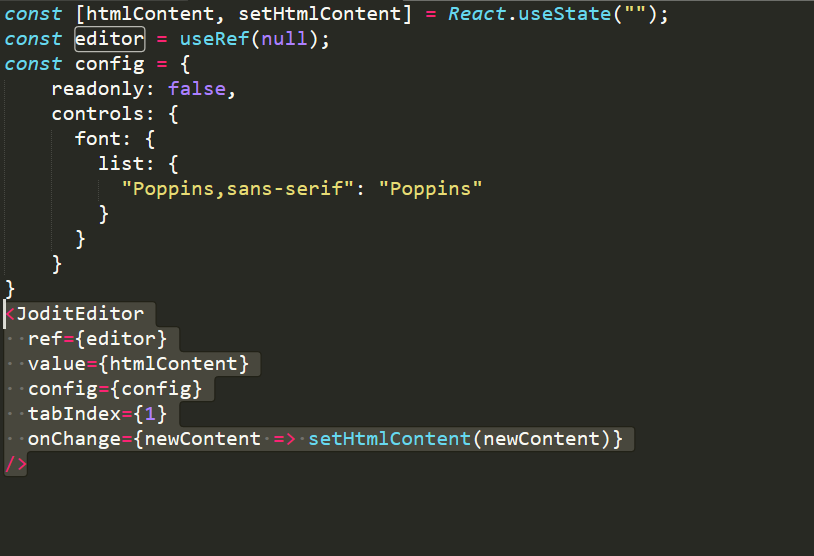 const [htmlContent, setHtmlContent] = React.useState("");
const editor = useRef(null);
const config = {
    readonly: false,
    controls: {
      font: {
        list: {
          "Poppins,sans-serif": "Poppins"
        }
      }
    }
}
<JoditEditor
  ref={editor}
  value={htmlContent}
  config={config}
  tabIndex={1}
  onChange={newContent => setHtmlContent(newContent)}
/>